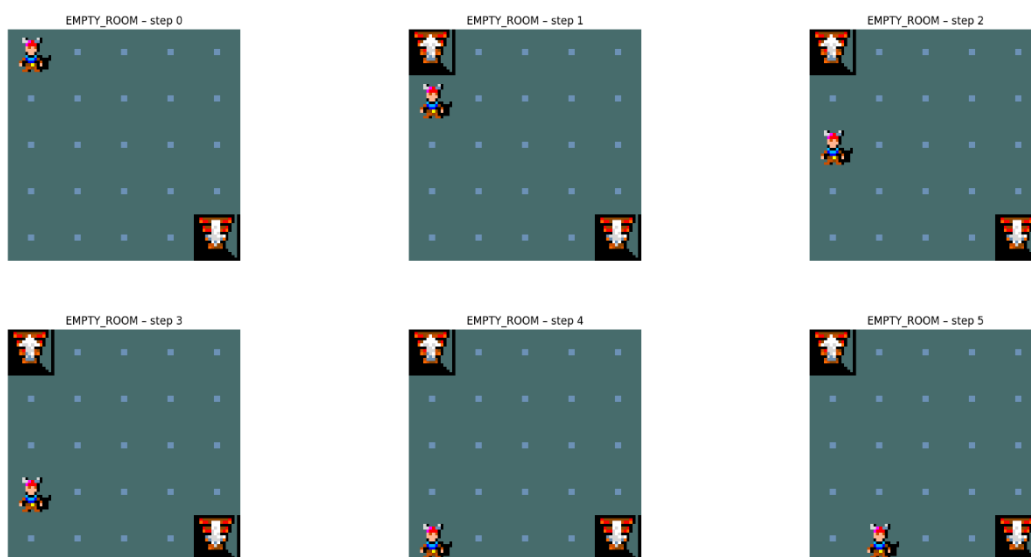 EMPTY_ROOM – step 0
EMPTY_ROOM – step 1
EMPTY_ROOM – step 2
EMPTY_ROOM – step 3
EMPTY_ROOM – step 4
EMPTY_ROOM – step 5